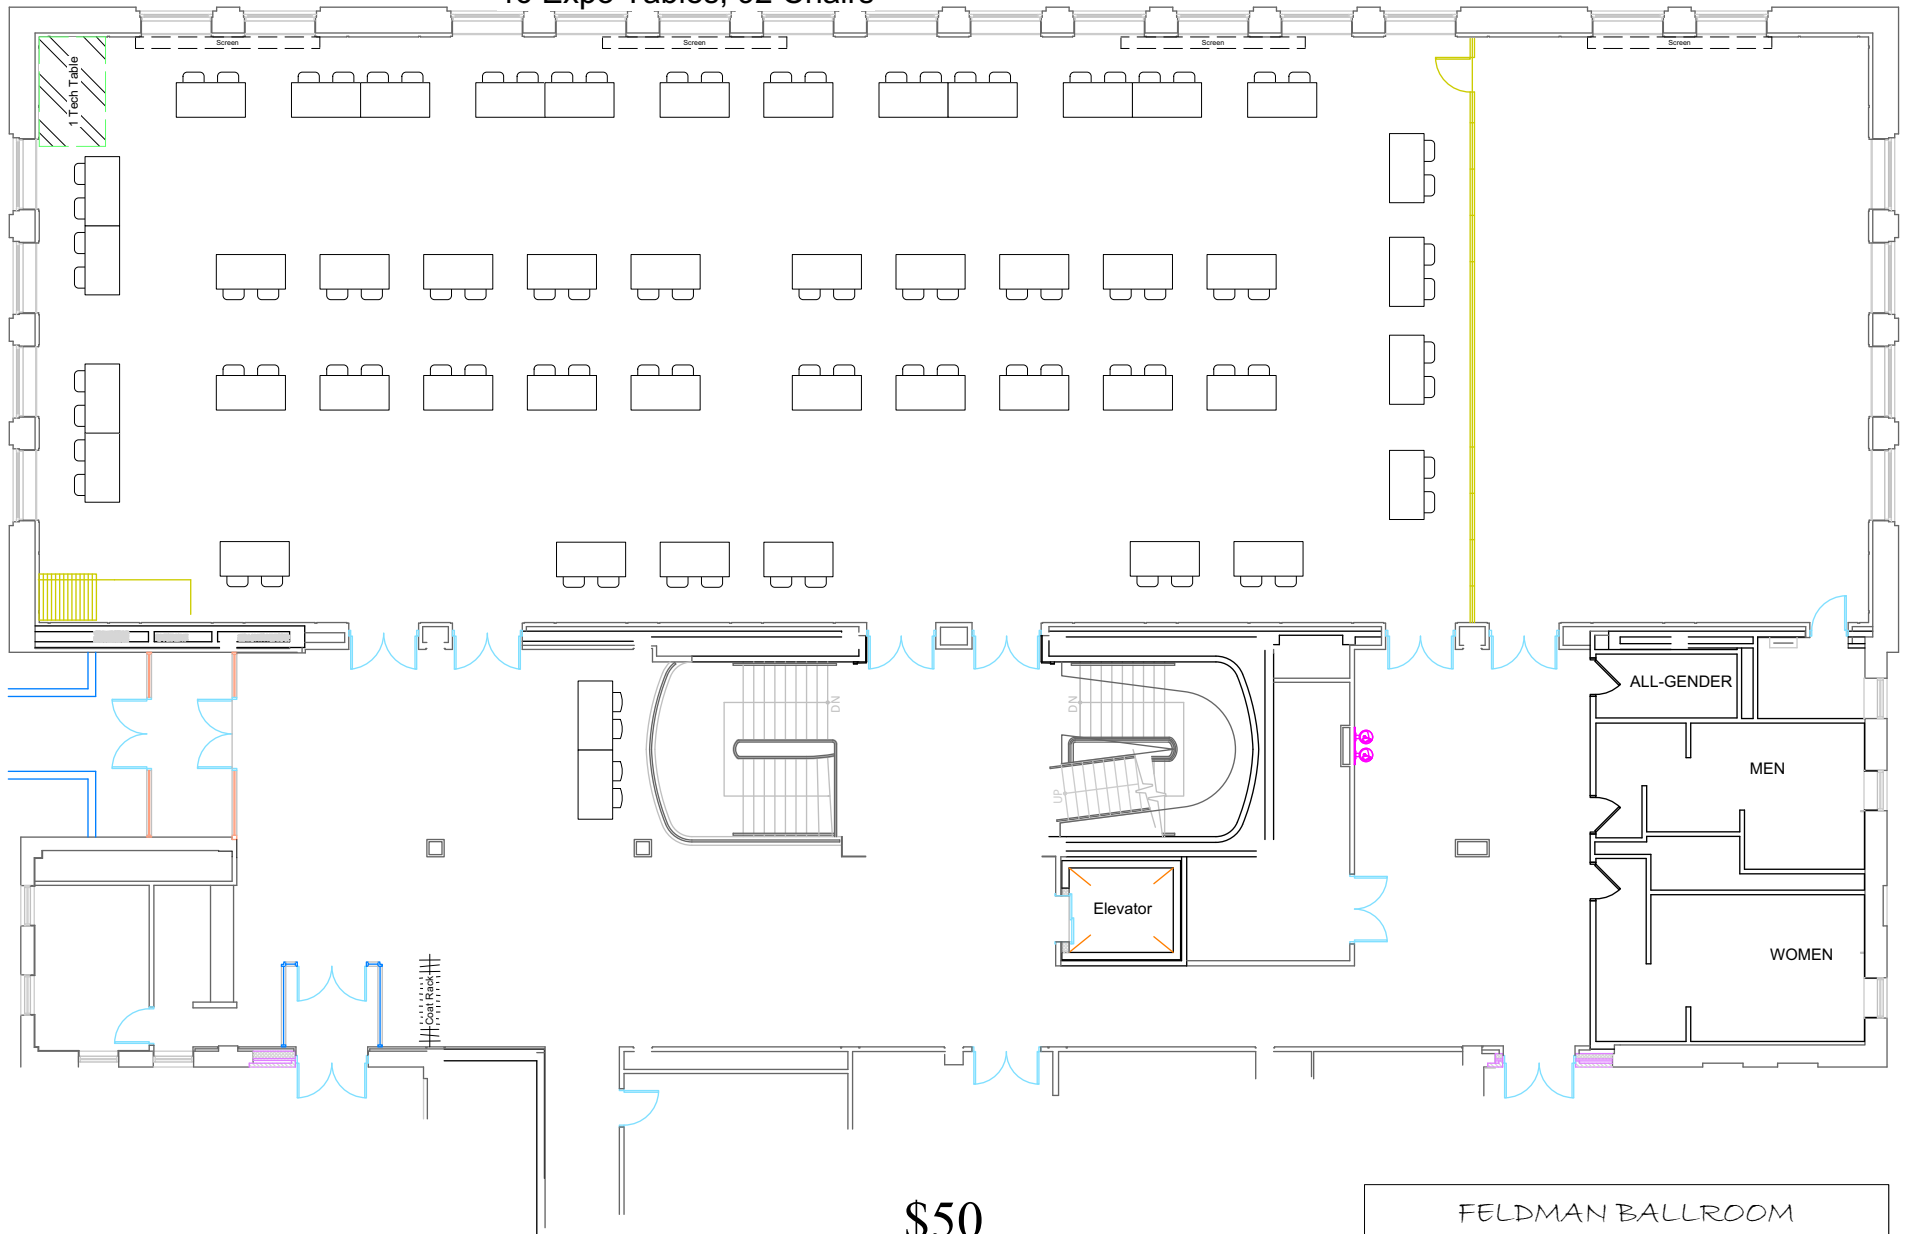 Screen
Screen
Screen
Screen
1 Tech Table
DN
DN
UP
ALL-GENDER
MEN
Elevator
WOMEN
Coat Rack
$50
FELDMAN BALLROOM